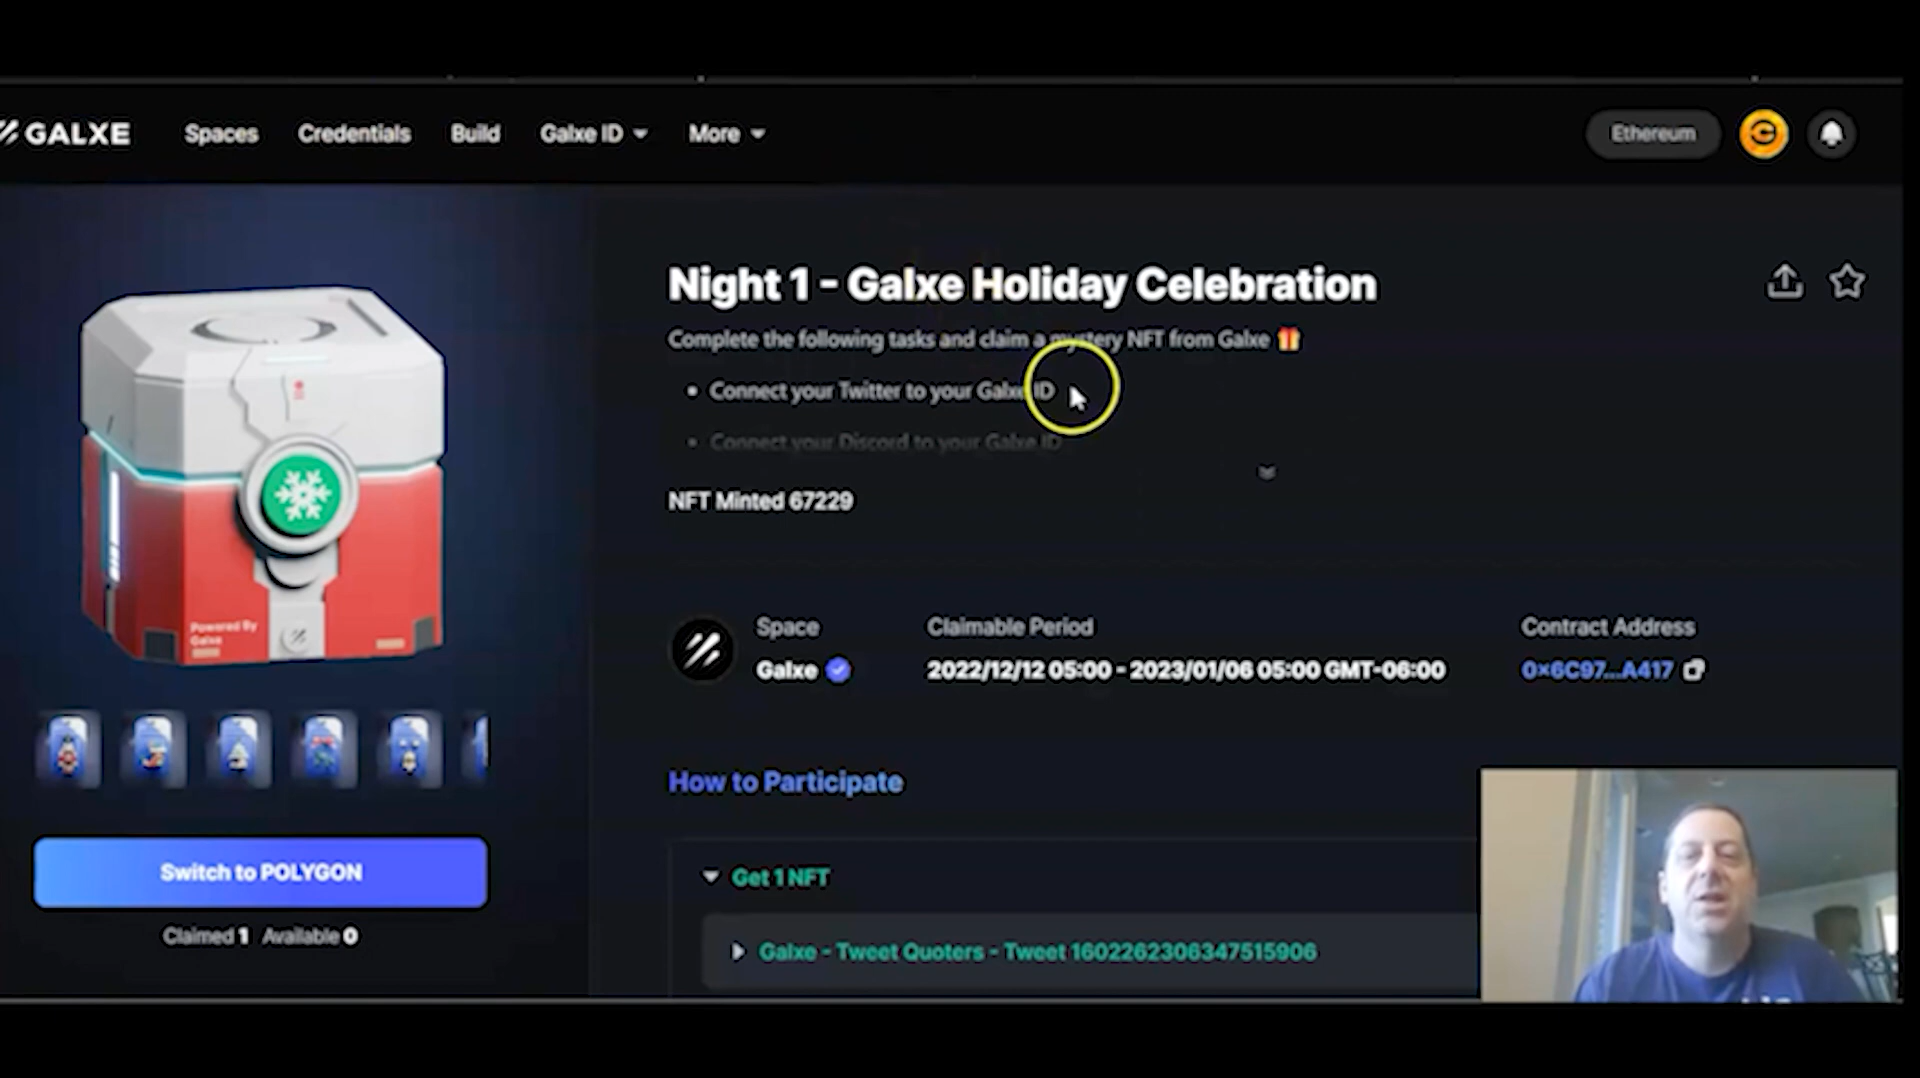 GALXE
Spaces
Credentials
Build
Galxe ID
More
Ethereum
Night 1 - Galxe Holiday Celebration
Complete the following tasks and claim a mystery NFT from Galxe
• Connect your Twitter to your Galxe ID
• Connect your Discord to your Galxe ID
NFT Minted 67229
Space
Galxe
Claimable Period
2022/12/12 05:00 - 2023/01/06 05:00 GMT-06:00
Contract Address
0x6C97...A417
Powered By
Galxe
How to Participate
Switch to POLYGON
Claimed 1 Available 0
Get 1 NFT
Galxe - Tweet Quoters - Tweet 1602262306347515906